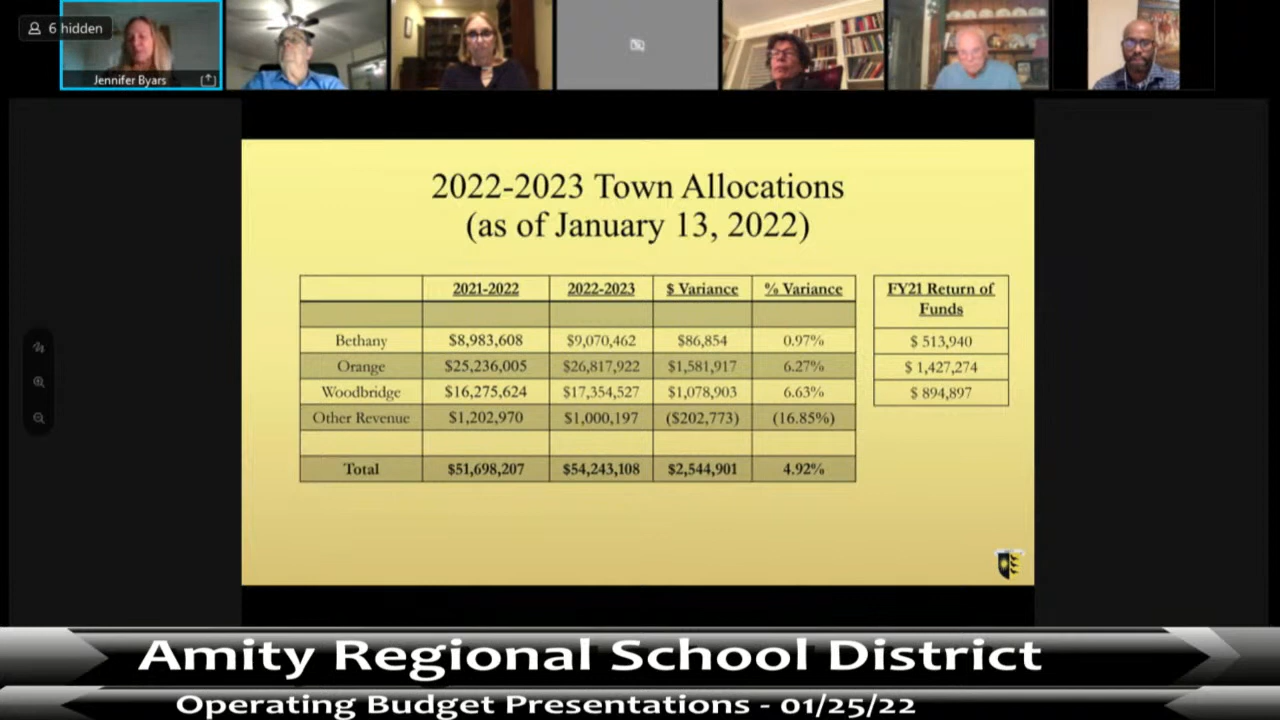 6 hidden
Jennifer Byars
2022-2023 Town Allocations
(as of January 13, 2022)
2021-2022 2022-2023 $ Variance % Variance
Bethany $8,983,608 $9,070,462 $86,854 0.97%
Orange $25,236,005 $26,817,922 $1,581,917 6.27%
Woodbridge $16,275,624 $17,354,527 $1,078,903 6.63%
Other Revenue $1,202,970 $1,000,197 ($202,773) (16.85%)
Total $51,698,207 $54,243,108 $2,544,901 4.92%
FY21 Return of
Funds
$ 513,940
$ 1,427,274
$ 894,897
Amity Regional School District
Operating Budget Presentations - 01/25/22